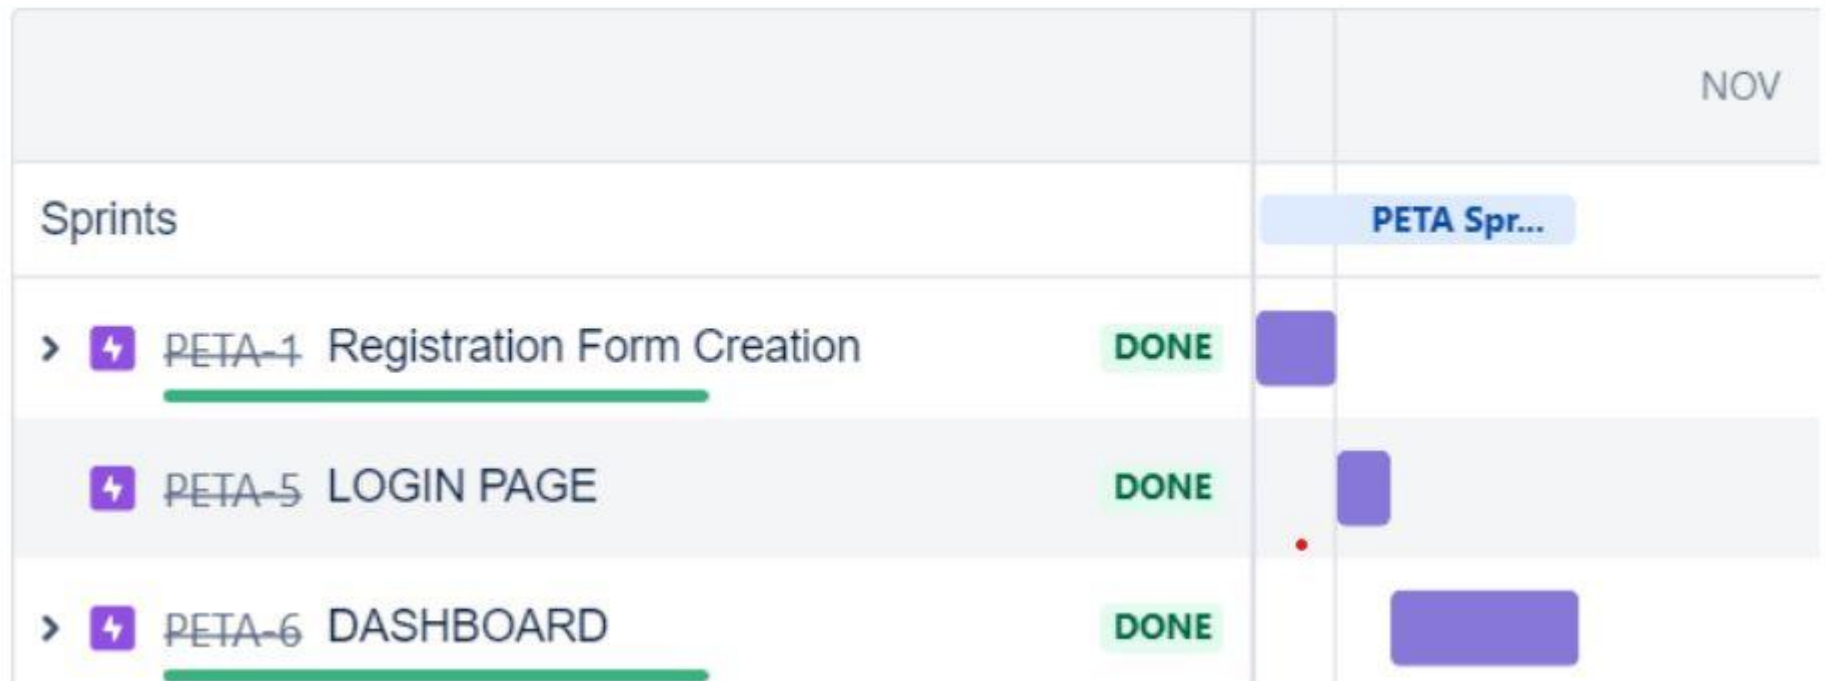 NOV
Sprints PETA Spr...
PETA-1 Registration Form Creation DONE
PETA-5 LOGIN PAGE DONE
PETA-6 DASHBOARD DONE